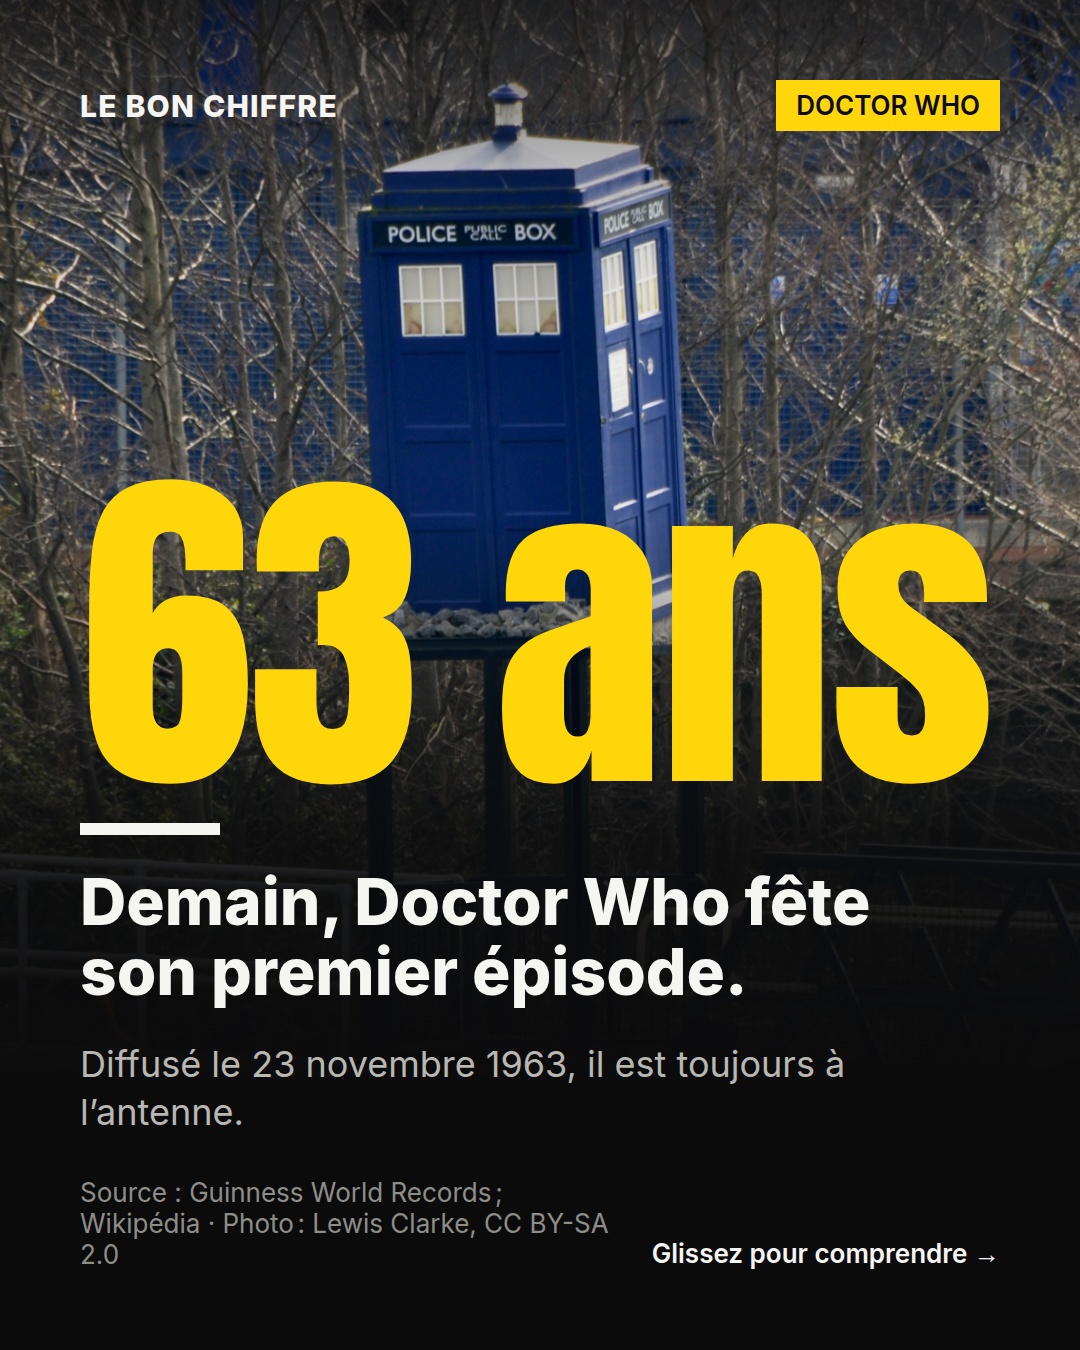 LE BON CHIFFRE
DOCTOR WHO
POLICE PUBLIC CALL BOX
POLICE PUBLIC CALL BOX
63 ans
Demain, Doctor Who fête
son premier épisode.
Diffusé le 23 novembre 1963, il est toujours à
l’antenne.
Source : Guinness World Records ;
Wikipédia · Photo : Lewis Clarke, CC BY-SA
2.0
Glissez pour comprendre →